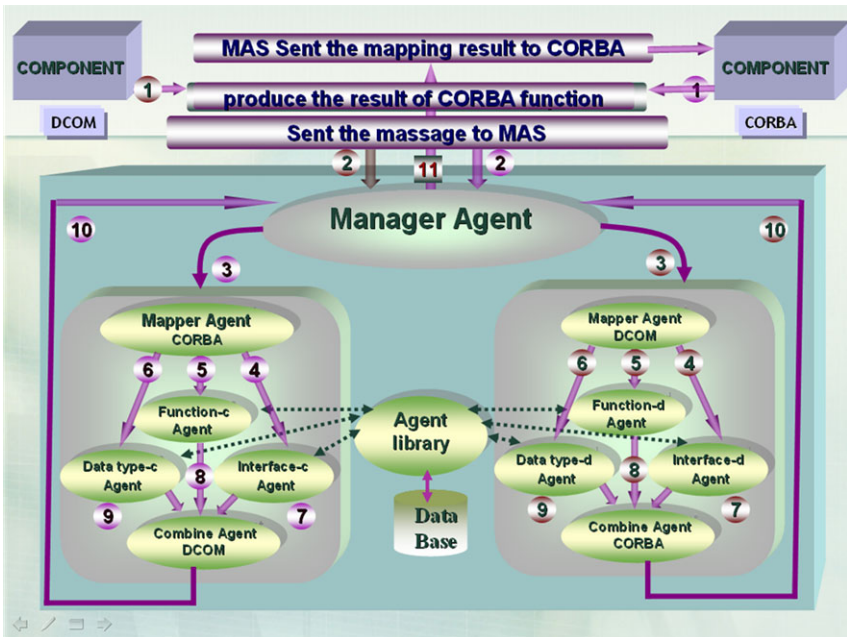 MAS Sent the mapping result to CORBA
COMPONENT
COMPONENT
1
produce the result of CORBA function
1
DCOM
Sent the massage to MAS
CORBA
2
11
2
Manager Agent
10
10
3
3
Mapper Agent
CORBA
Mapper Agent
DCOM
6
5
4
6
5
4
Function-c
Agent
Agent
library
Function-d
Agent
Data type-c
Agent
8
Interface-c
Agent
Data type-d
Agent
8
Interface-d
Agent
9
7
9
7
Combine Agent
DCOM
Data
Base
Combine Agent
CORBA